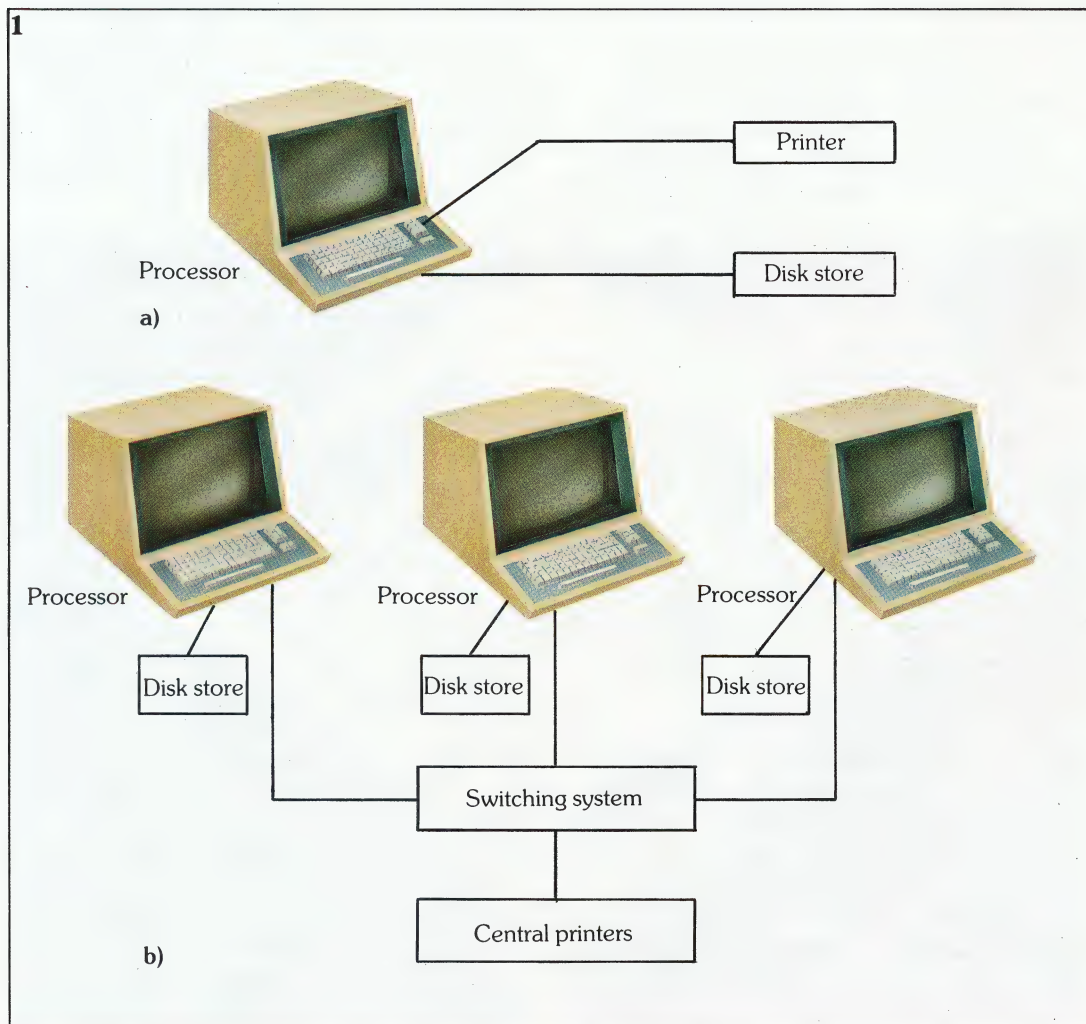 1
Printer
Processor
Disk store
a)
Processor
Processor
Processor
Disk store
Disk store
Disk store
Switching system
Central printers
b)